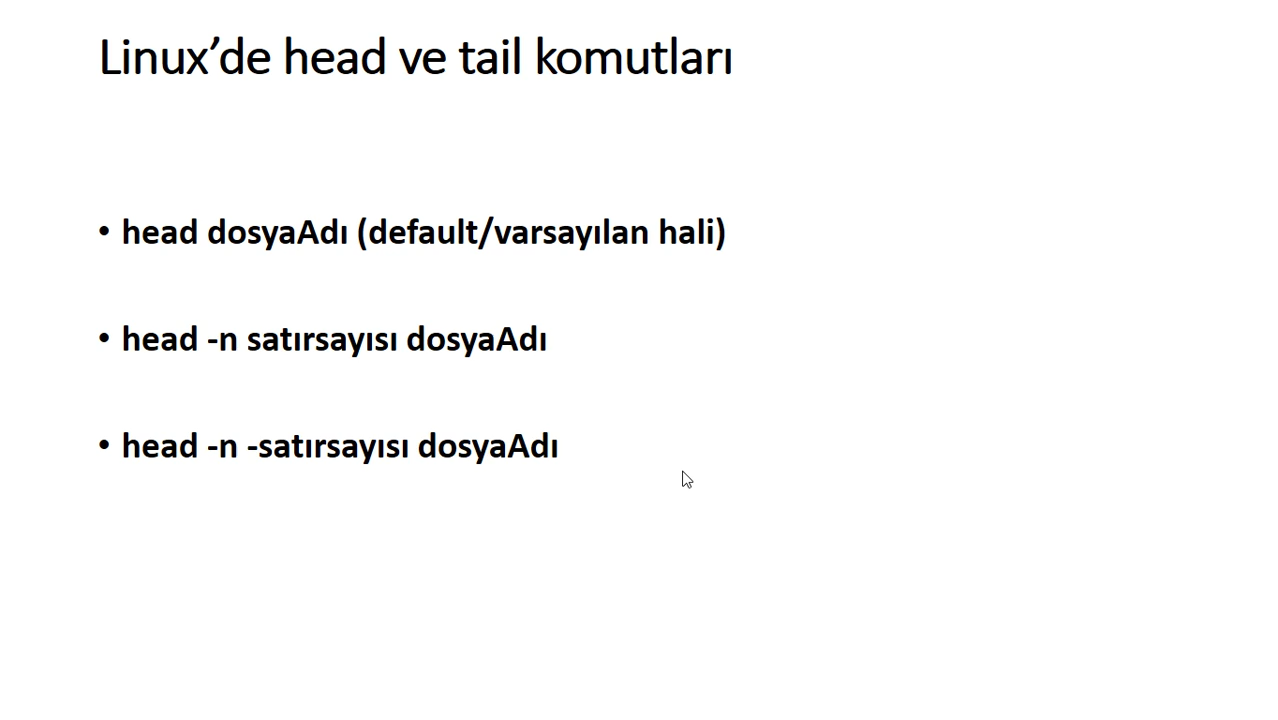 Linux’de head ve tail komutları
• head dosyaAdı (default/varsayılan hali)
• head -n satırsayısı dosyaAdı
• head -n -satırsayısı dosyaAdı